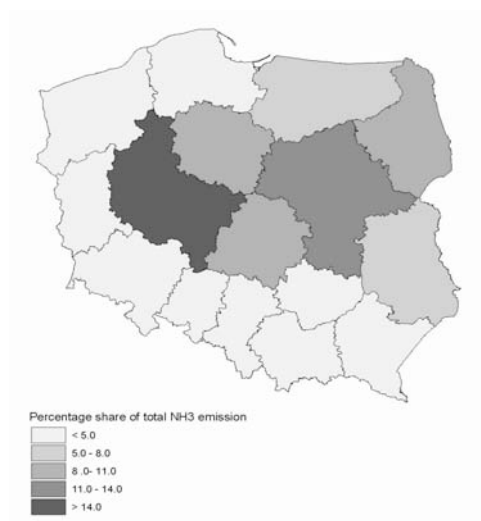 Percentage share of total NH3 emission
< 5.0
5.0 - 8.0
8 .0- 11.0
11.0 - 14.0
> 14.0